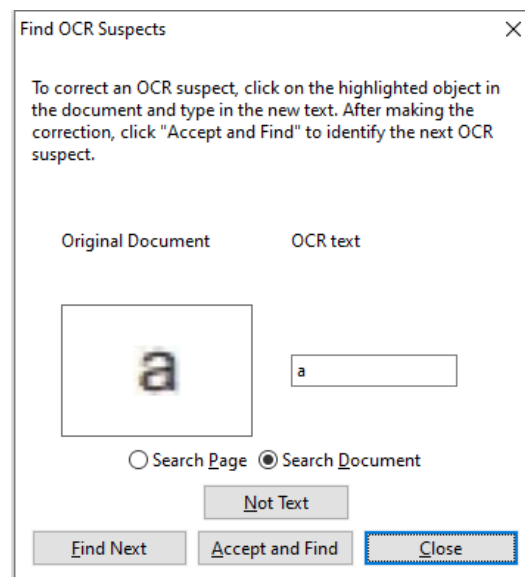 Find OCR Suspects
To correct an OCR suspect, click on the highlighted object in
the document and type in the new text. After making the
correction, click "Accept and Find" to identify the next OCR
suspect.
Original Document OCR text
a
a
Search Page Search Document
Not Text
Find Next Accept and Find Close